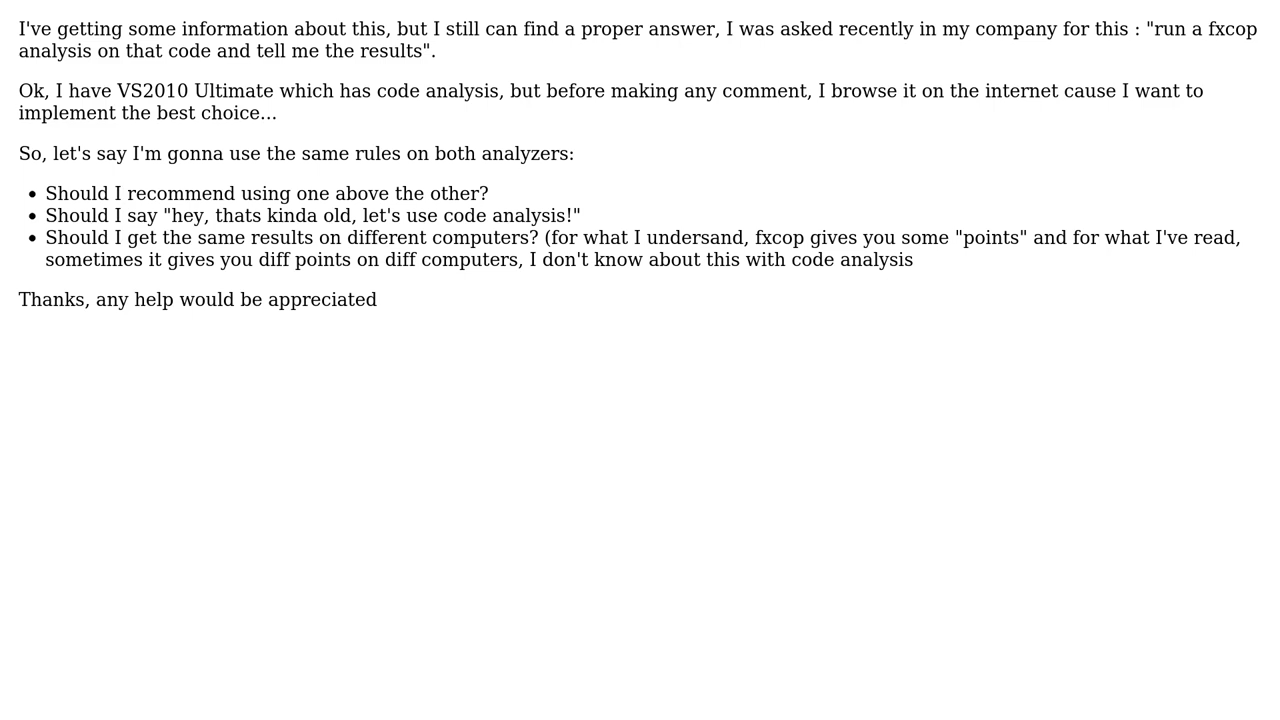 I've getting some information about this, but I still can find a proper answer, I was asked recently in my company for this : "run a fxcop
analysis on that code and tell me the results".
Ok, I have VS2010 Ultimate which has code analysis, but before making any comment, I browse it on the internet cause I want to
implement the best choice...
So, let's say I'm gonna use the same rules on both analyzers:
• Should I recommend using one above the other?
• Should I say "hey, thats kinda old, let's use code analysis!"
• Should I get the same results on different computers? (for what I undersand, fxcop gives you some "points" and for what I've read,
sometimes it gives you diff points on diff computers, I don't know about this with code analysis
Thanks, any help would be appreciated